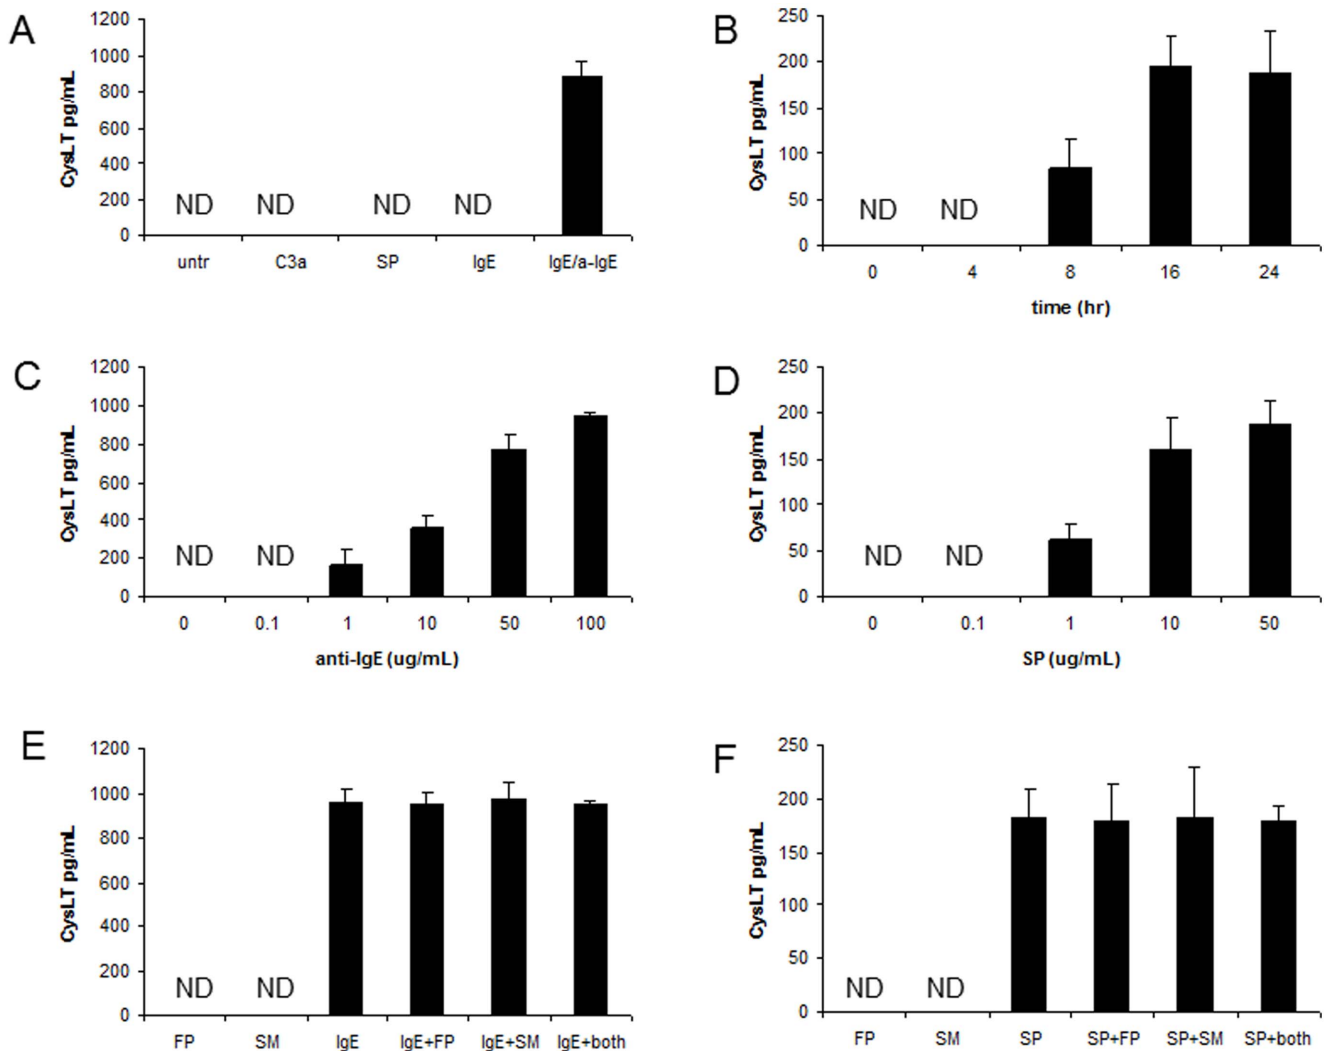 A
CysLT pg/mL
1200
1000
800
600
400
200
0
ND ND ND ND
untr C3a SP IgE IgE/a-IgE
B
CysLT pg/mL
250
200
150
100
50
0
ND ND
0 4 8 16 24
time (hr)
C
CysLT pg/mL
1200
1000
800
600
400
200
0
ND ND
0 0.1 1 10 50 100
anti-IgE (ug/mL)
D
CysLT pg/mL
250
200
150
100
50
0
ND ND
0 0.1 1 10 50
SP (ug/mL)
E
CysLT pg/mL
1200
1000
800
600
400
200
0
ND ND
FP SM IgE IgE+FP IgE+SM IgE+both
F
CysLT pg/mL
250
200
150
100
50
0
ND ND
FP SM SP SP+FP SP+SM SP+both